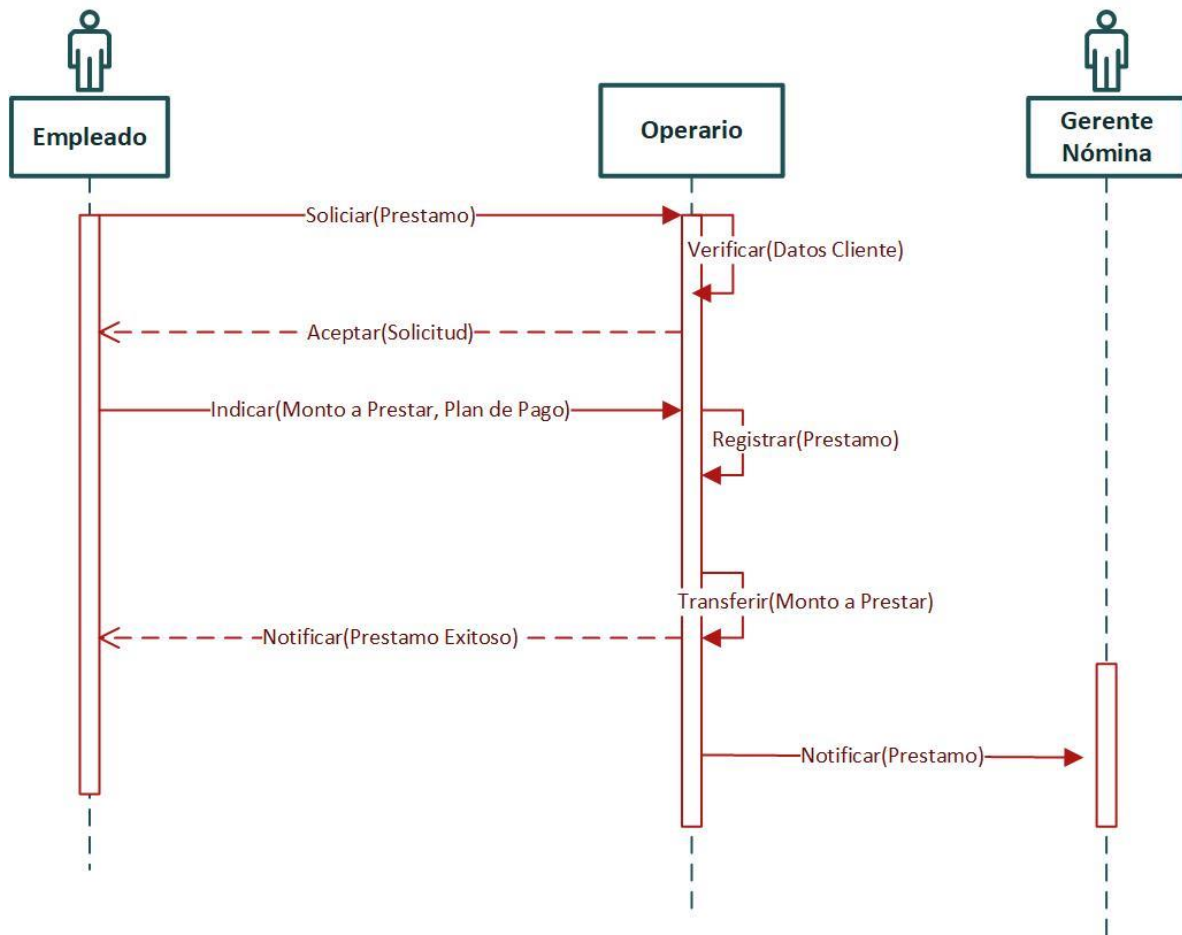 Empleado
Operario
Gerente
Nómina
Soliciar(Prestamo)
Verificar(Datos Cliente)
Aceptar(Solicitud)
Indicar(Monto a Prestar, Plan de Pago)
Registrar(Prestamo)
Transferir(Monto a Prestar)
Notificar(Prestamo Exitoso)
Notificar(Prestamo)